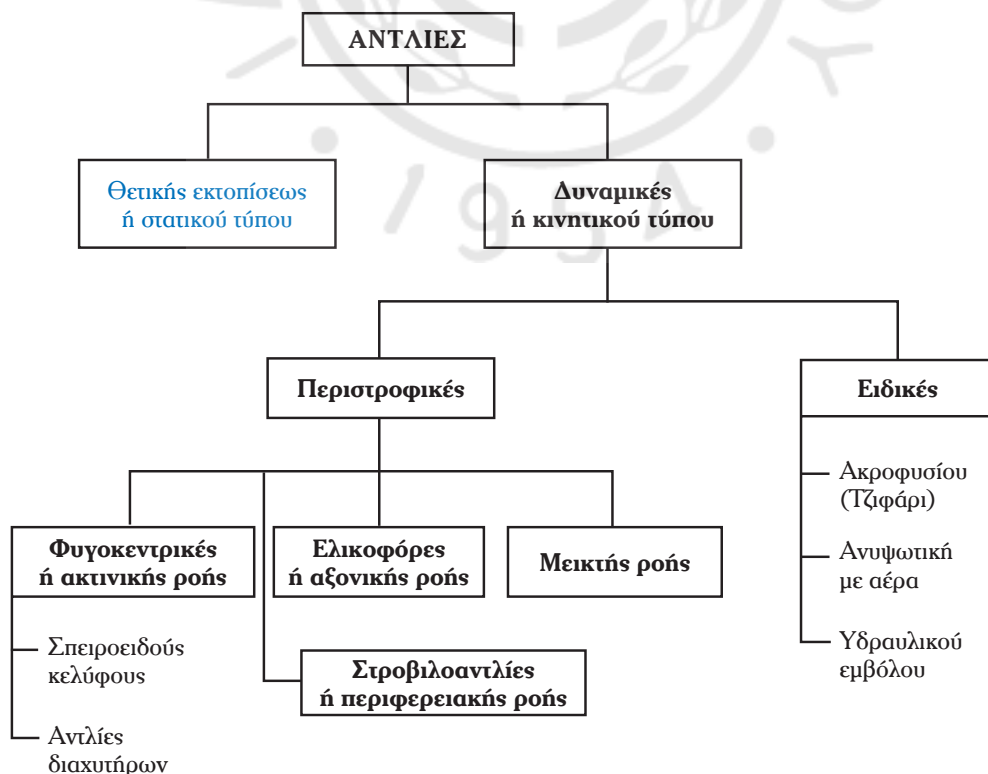 ΑΝΤΛΙΕΣ
Θετικής εκτοπίσεως
ή στατικού τύπου
Δυναμικές
ή κινητικού τύπου
Περιστροφικές
Ειδικές
Ακροφυσίου
(Τζιφάρι)
Ανυψωτική
με αέρα
Υδραυλικού
εμβόλου
Φυγοκεντρικές
ή ακτινικής ροής
Ελικοφόρες
ή αξονικής ροής
Μεικτής ροής
Σπειροειδούς
κελύφους
Στροβιλοαντλίες
ή περιφερειακής ροής
Αντλίες
διαχυτήρων
1954